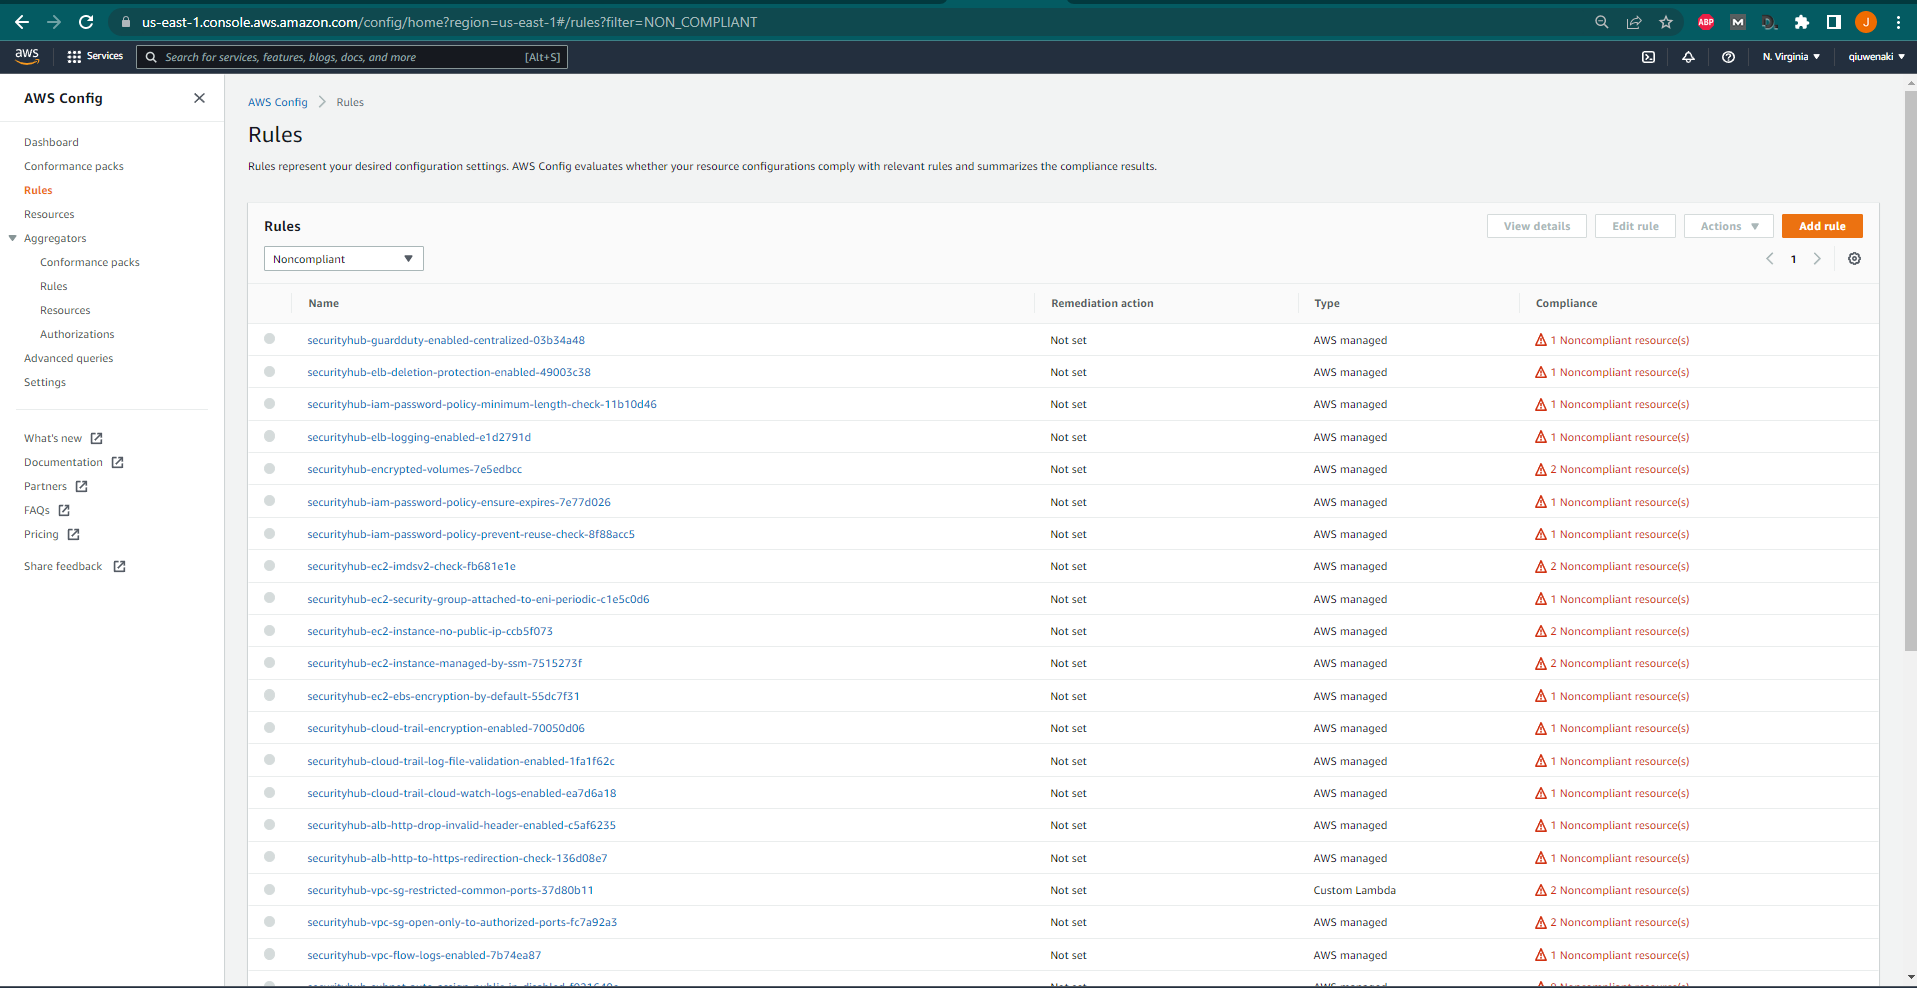 us-east-1.console.aws.amazon.com/config/home?region=us-east-1#/rules?filter=NON_COMPLIANT
ABP
M
J
aws
Services
Search for services, features, blogs, docs, and more
[Alt+S]
N. Virginia
qiuwenaki
AWS Config
Dashboard
Conformance packs
Rules
Resources
Aggregators
Conformance packs
Rules
Resources
Authorizations
Advanced queries
Settings
What's new
Documentation
Partners
FAQs
Pricing
Share feedback
AWS Config > Rules
Rules
Rules represent your desired configuration settings. AWS Config evaluates whether your resource configurations comply with relevant rules and summarizes the compliance results.
Rules
View details
Edit rule
Actions
Add rule
Noncompliant
1
Name Remediation action Type Compliance
securityhub-guardduty-enabled-centralized-03b34a48 Not set AWS managed 1 Noncompliant resource(s)
securityhub-elb-deletion-protection-enabled-49003c38 Not set AWS managed 1 Noncompliant resource(s)
securityhub-iam-password-policy-minimum-length-check-11b10d46 Not set AWS managed 1 Noncompliant resource(s)
securityhub-elb-logging-enabled-e1d2791d Not set AWS managed 1 Noncompliant resource(s)
securityhub-encrypted-volumes-7e5edbcc Not set AWS managed 2 Noncompliant resource(s)
securityhub-iam-password-policy-ensure-expires-7e77d026 Not set AWS managed 1 Noncompliant resource(s)
securityhub-iam-password-policy-prevent-reuse-check-8f88acc5 Not set AWS managed 1 Noncompliant resource(s)
securityhub-ec2-imdsv2-check-fb681e1e Not set AWS managed 2 Noncompliant resource(s)
securityhub-ec2-security-group-attached-to-eni-periodic-c1e5c0d6 Not set AWS managed 1 Noncompliant resource(s)
securityhub-ec2-instance-no-public-ip-ccb5f073 Not set AWS managed 2 Noncompliant resource(s)
securityhub-ec2-instance-managed-by-ssm-7515273f Not set AWS managed 2 Noncompliant resource(s)
securityhub-ec2-ebs-encryption-by-default-55dc7f31 Not set AWS managed 1 Noncompliant resource(s)
securityhub-cloud-trail-encryption-enabled-70050d06 Not set AWS managed 1 Noncompliant resource(s)
securityhub-cloud-trail-log-file-validation-enabled-1fa1f62c Not set AWS managed 1 Noncompliant resource(s)
securityhub-cloud-trail-cloud-watch-logs-enabled-ea7d6a18 Not set AWS managed 1 Noncompliant resource(s)
securityhub-alb-http-drop-invalid-header-enabled-c5af6235 Not set AWS managed 1 Noncompliant resource(s)
securityhub-alb-http-to-https-redirection-check-136d08e7 Not set AWS managed 1 Noncompliant resource(s)
securityhub-vpc-sg-restricted-common-ports-37d80b11 Not set Custom Lambda 2 Noncompliant resource(s)
securityhub-vpc-sg-open-only-to-authorized-ports-fc7a92a3 Not set AWS managed 2 Noncompliant resource(s)
securityhub-vpc-flow-logs-enabled-7b74ea87 Not set AWS managed 1 Noncompliant resource(s)